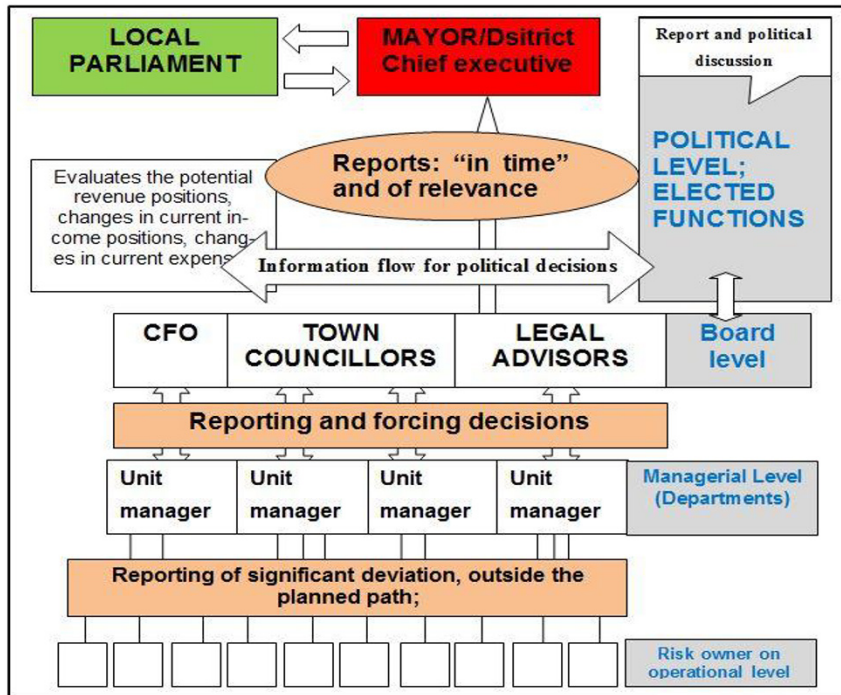 LOCAL
PARLIAMENT
MAYOR/Dsitrict
Chief executive
Report and political
discussion
POLITICAL
LEVEL;
ELECTED
FUNCTIONS
Reports: “in time”
and of relevance
Evaluates the potential
revenue positions,
changes in current in-
come positions, chang-
es in current expens
Information flow for political decisions
CFO
TOWN
COUNCILLORS
LEGAL
ADVISORS
Board
level
Reporting and forcing decisions
Unit
manager
Unit
manager
Unit
manager
Unit
manager
Managerial Level
(Departments)
Reporting of significant deviation, outside the
planned path;
Risk owner on
operational level